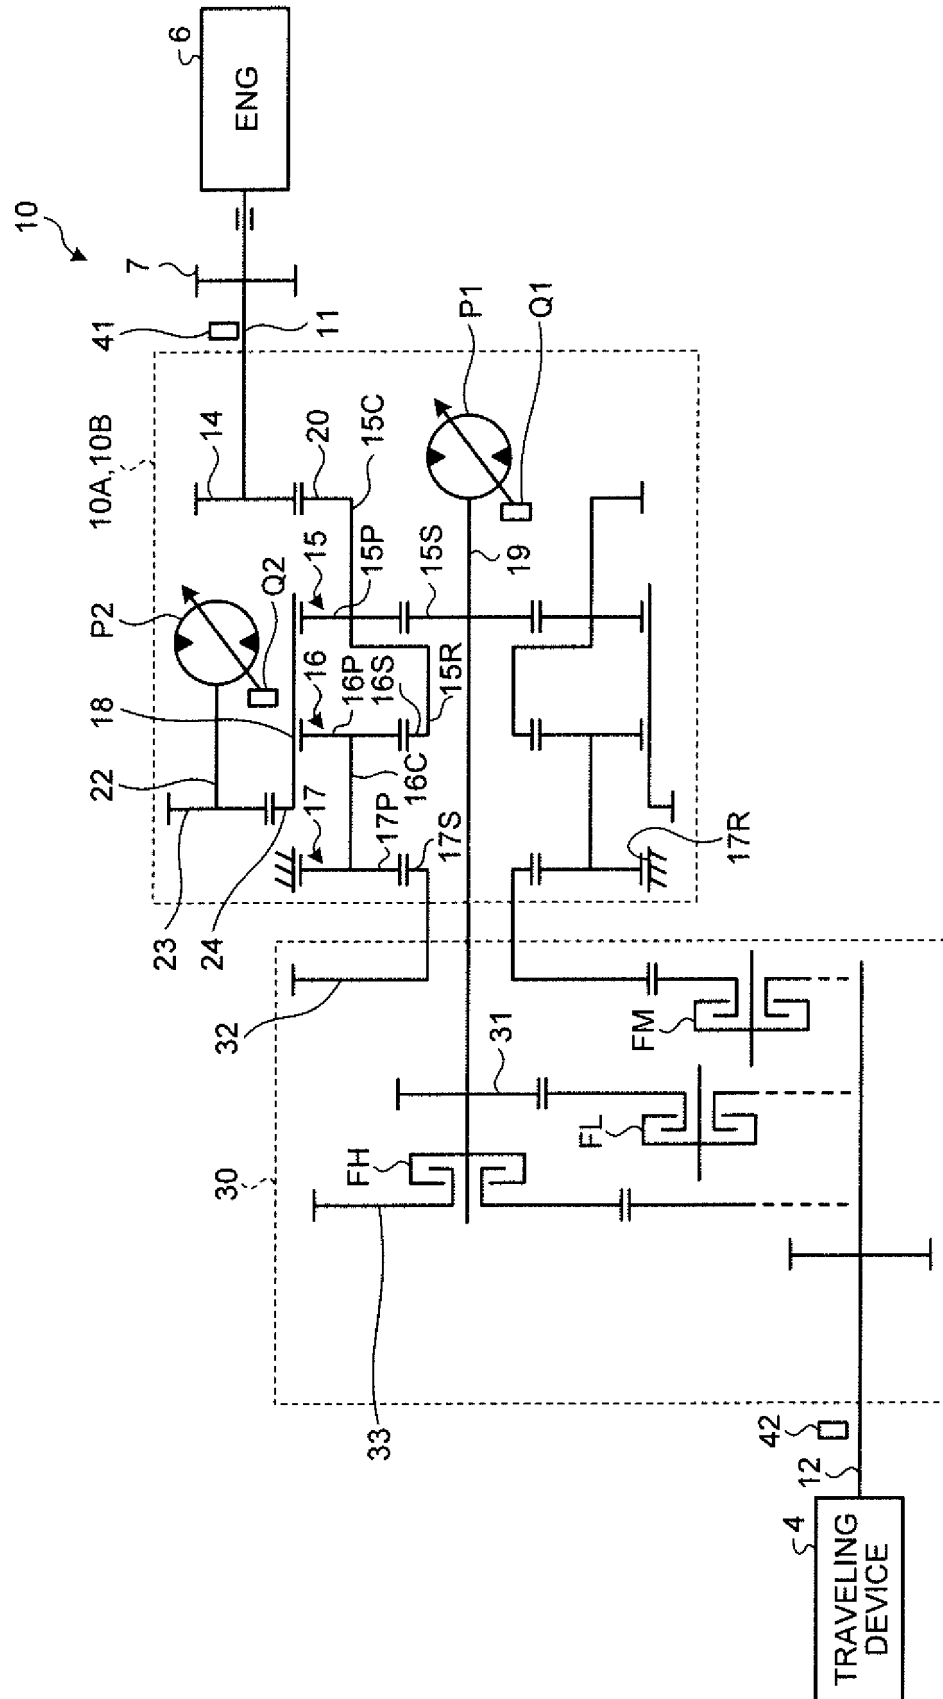 6
ENG
10
7
41
11
P1
Q1
10A,10B
14
20
15C
P2
Q2
15
15P
15S
19
18
16
16P
16S
15R
22
16C
17
17P
17S
17R
23
24
32
FM
31
FL
30
FH
33
42
12
4
TRAVELING
DEVICE